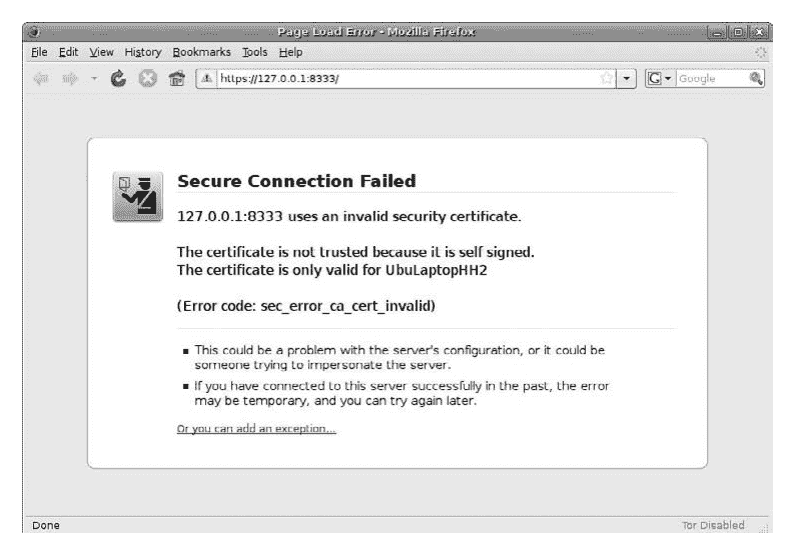 Page Load Error - Mozilla Firefox
File Edit View History Bookmarks Tools Help
https://127.0.0.1:8333/
G Google
Secure Connection Failed
127.0.0.1:8333 uses an invalid security certificate.
The certificate is not trusted because it is self signed.
The certificate is only valid for UbuLaptopHH2
(Error code: sec_error_ca_cert_invalid)
This could be a problem with the server's configuration, or it could be
someone trying to impersonate the server.
If you have connected to this server successfully in the past, the error
may be temporary, and you can try again later.
Or you can add an exception...
Done
Tor Disabled